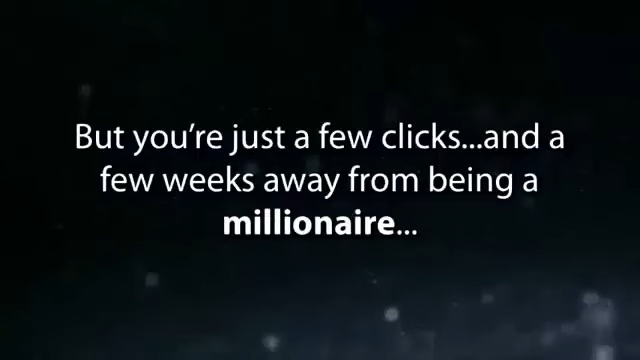 But you’re just a few clicks...and a
few weeks away from being a
millionaire...